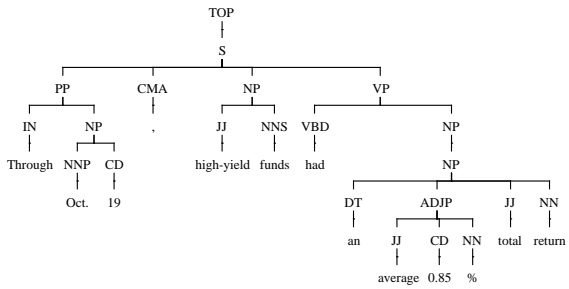 TOP
S
PP CMA NP VP
IN NP , JJ NNS VBD NP
Through NNP CD high-yield funds had NP
Oct. 19 DT ADJP JJ NN
an JJ CD NN total return
average 0.85 %